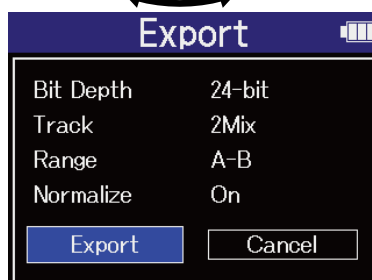 Export
Bit Depth 24-bit
Track 2Mix
Range A-B
Normalize On
Export Cancel